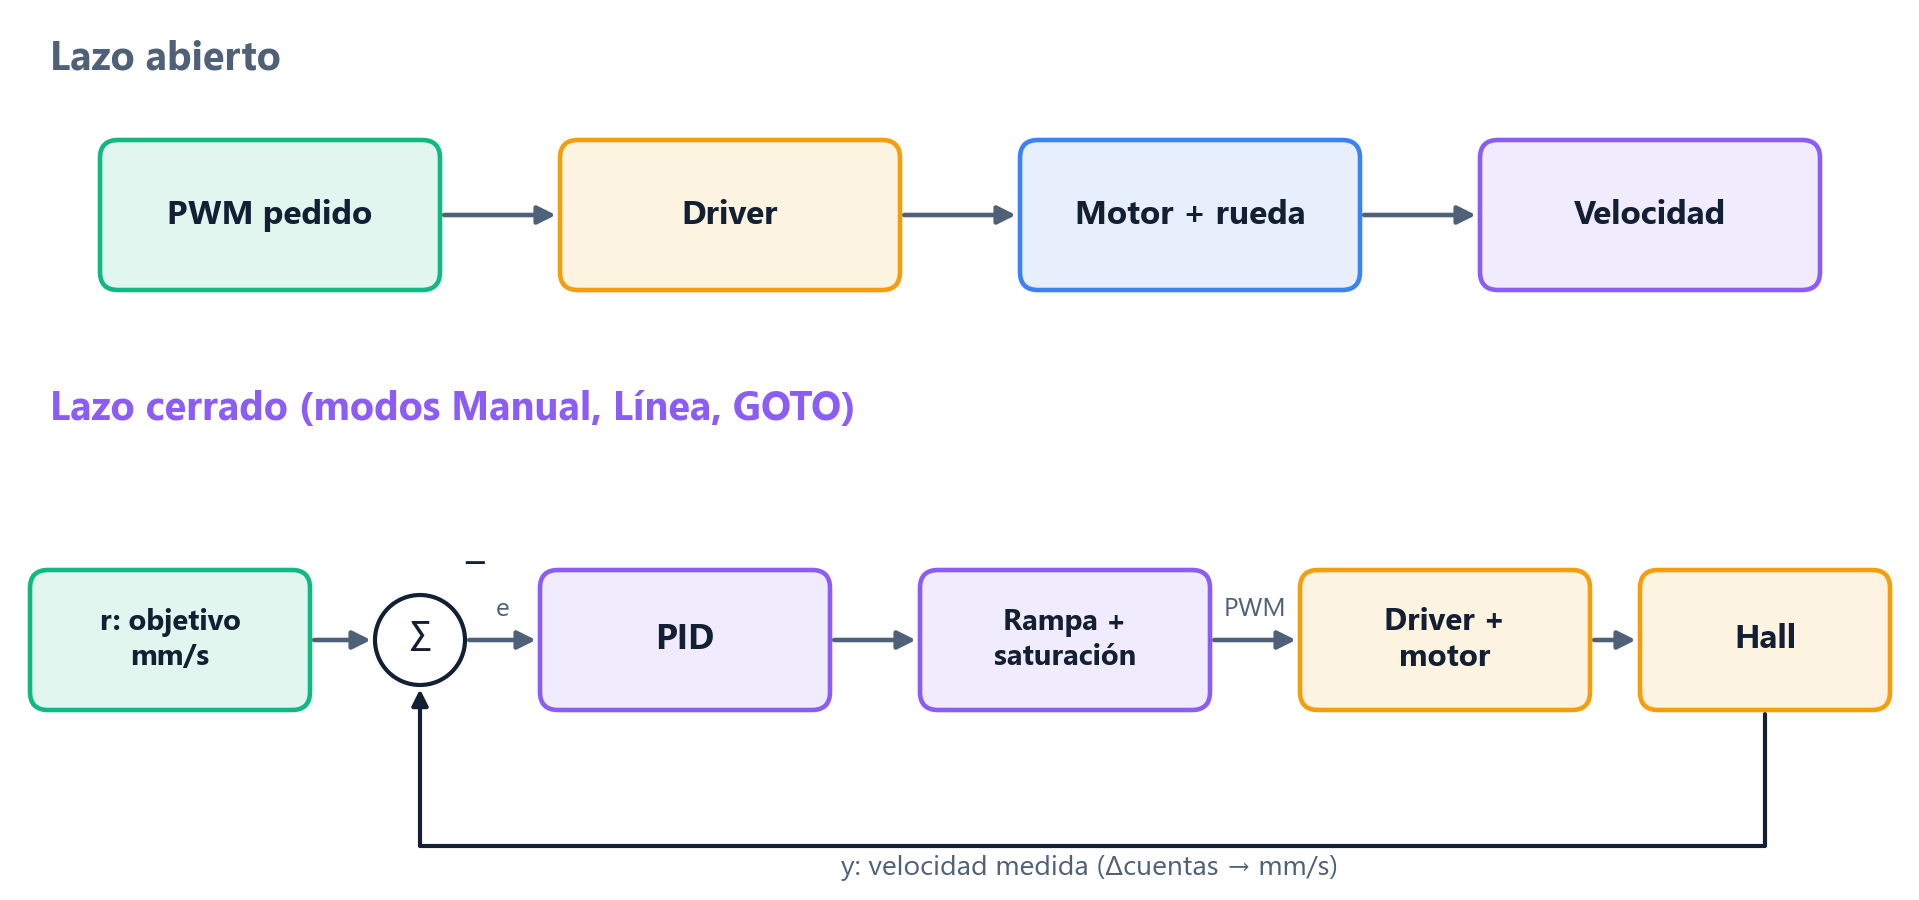 Lazo abierto
PWM pedido
Driver
Motor + rueda
Velocidad
Lazo cerrado (modos Manual, Línea, GOTO)
r: objetivo
mm/s
Σ
−
e
PID
Rampa +
saturación
PWM
Driver +
motor
Hall
y: velocidad medida (Δcuentas → mm/s)